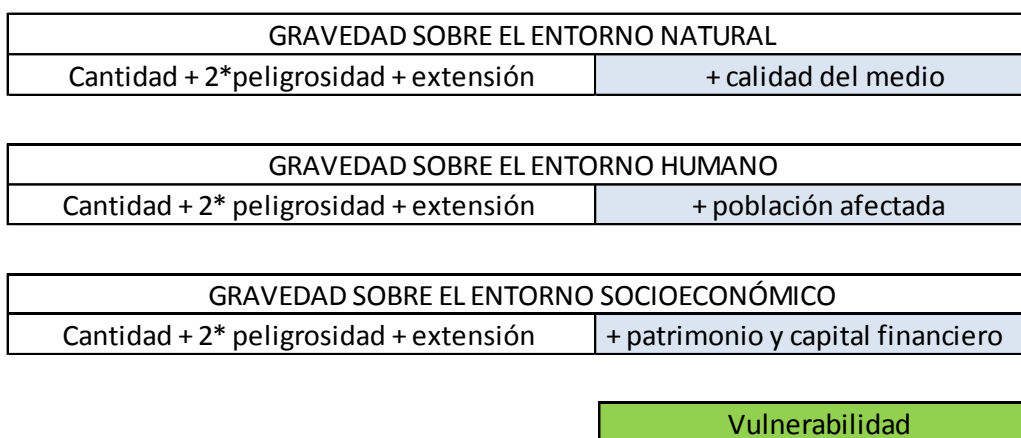 GRAVEDAD SOBRE EL ENTORNO NATURAL
Cantidad + 2*peligrosidad + extensión + calidad del medio
GRAVEDAD SOBRE EL ENTORNO HUMANO
Cantidad + 2* peligrosidad + extensión + población afectada
GRAVEDAD SOBRE EL ENTORNO SOCIOECONÓMICO
Cantidad + 2* peligrosidad + extensión + patrimonio y capital financiero
Vulnerabilidad